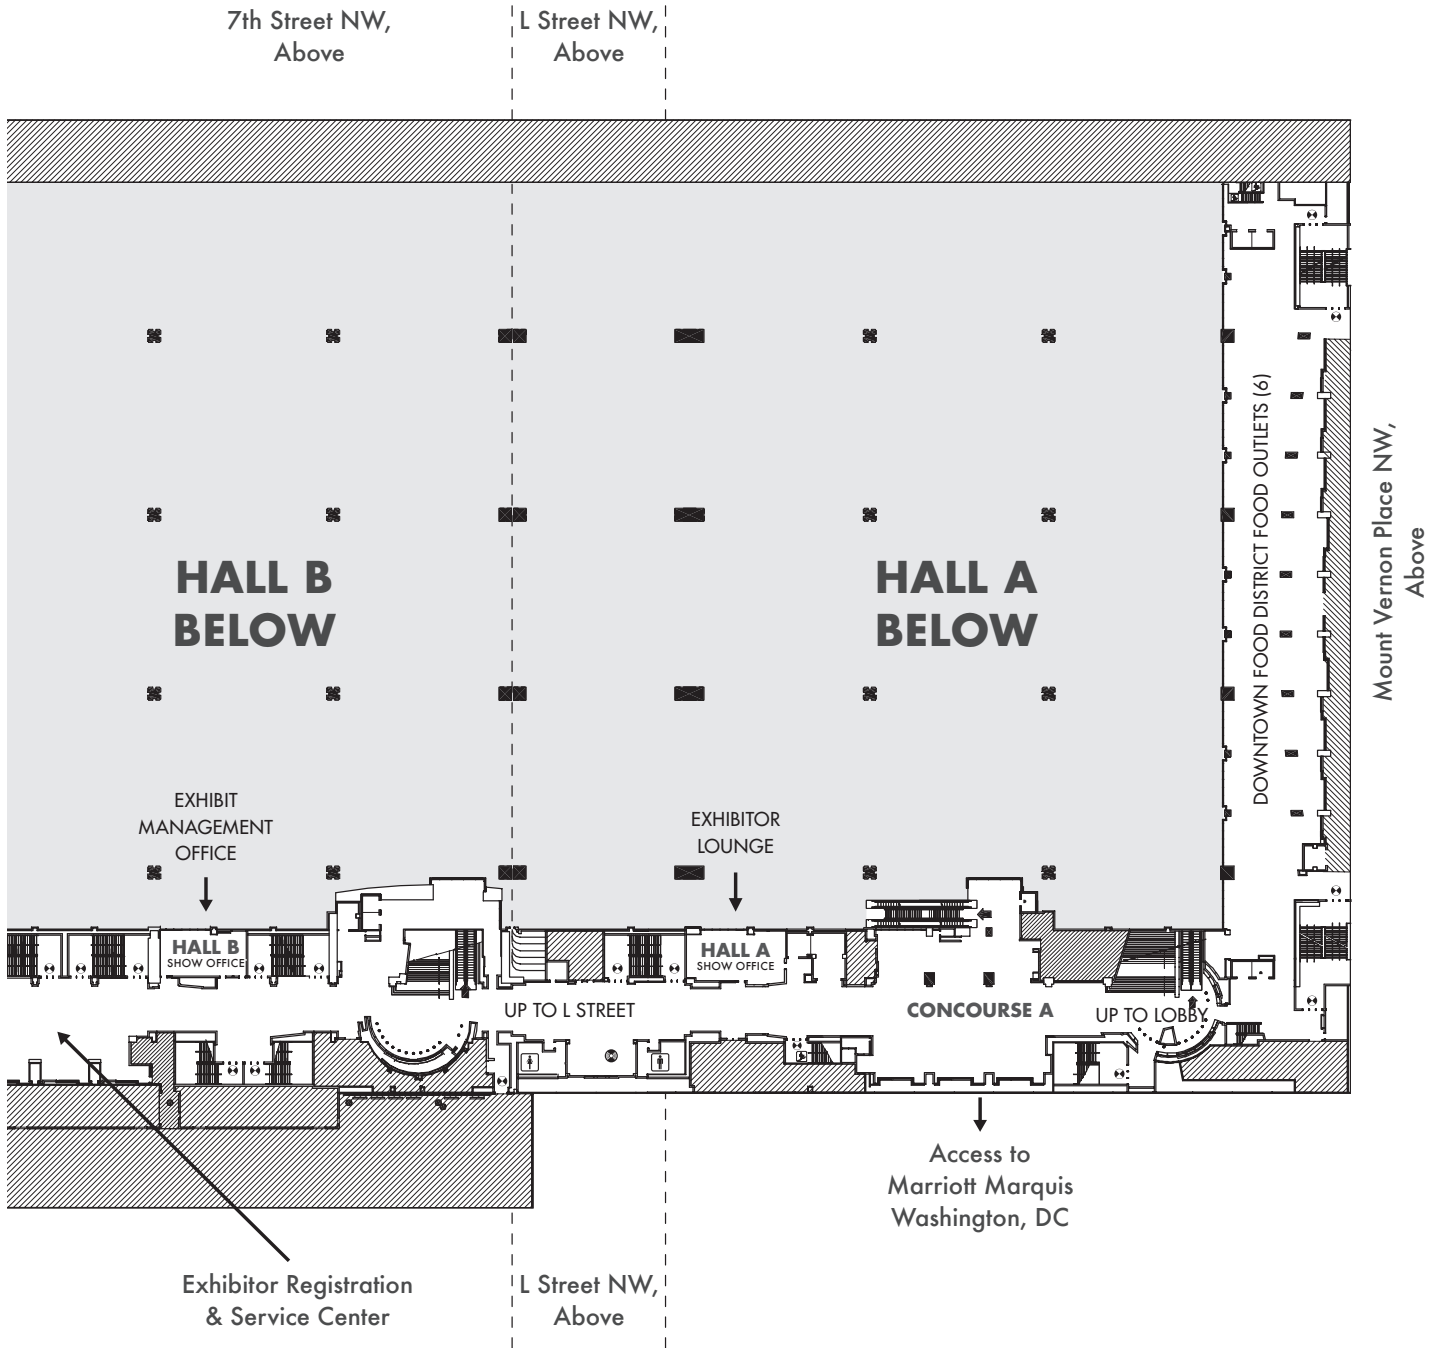 7th Street NW,
Above
L Street NW,
Above
HALL B
BELOW
HALL A
BELOW
DOWNTOWN FOOD DISTRICT FOOD OUTLETS (6)
Mount Vernon Place NW,
Above
EXHIBIT
MANAGEMENT
OFFICE
EXHIBITOR
LOUNGE
HALL B
SHOW OFFICE
HALL A
SHOW OFFICE
UP TO L STREET
CONCOURSE A
UP TO LOBBY
Access to
Marriott Marquis
Washington, DC
Exhibitor Registration
& Service Center
L Street NW,
Above